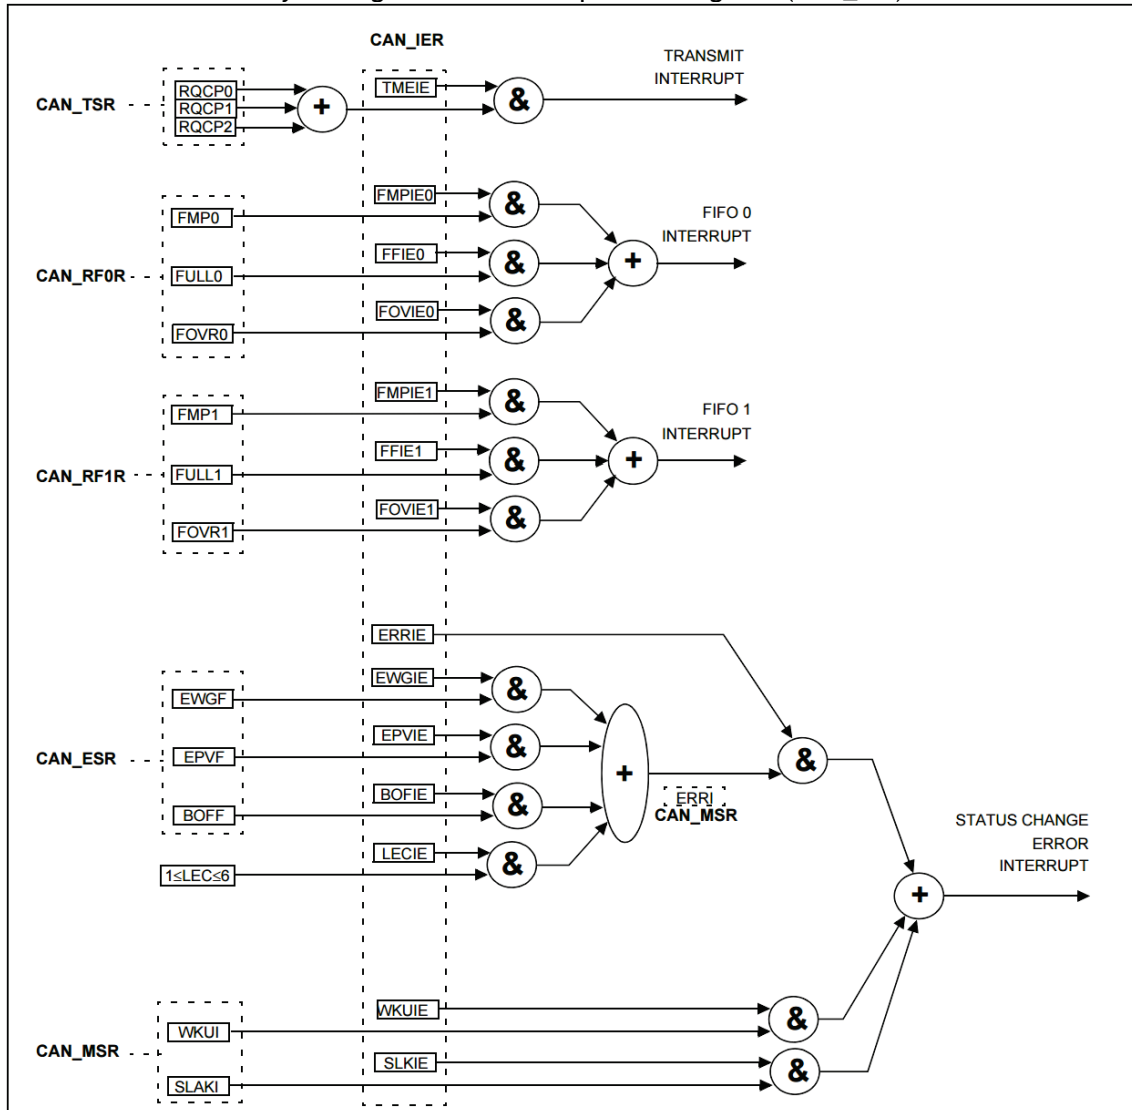 CAN_IER
TRANSMIT
INTERRUPT
CAN_TSR
RQCP0
RQCP1
RQCP2
+
TMEIE
&
FMPIE0
&
FIFO 0
INTERRUPT
FMP0
CAN_RF0R
FULL0
FFIE0
&
+
FOVIE0
&
FOVR0
FMPIE1
&
FIFO 1
INTERRUPT
FMP1
CAN_RF1R
FULL1
FFIE1
&
+
FOVIE1
&
FOVR1
ERRIE
EWGIE
&
EWGF
CAN_ESR
EPVF
EPVIE
&
+
&
ERRI
CAN_MSR
BOFIE
&
BOFF
STATUS CHANGE
ERROR
INTERRUPT
LECIE
&
1≤LEC≤6
+
WKUIE
&
WKUI
CAN_MSR
SLKIE
&
SLAKI